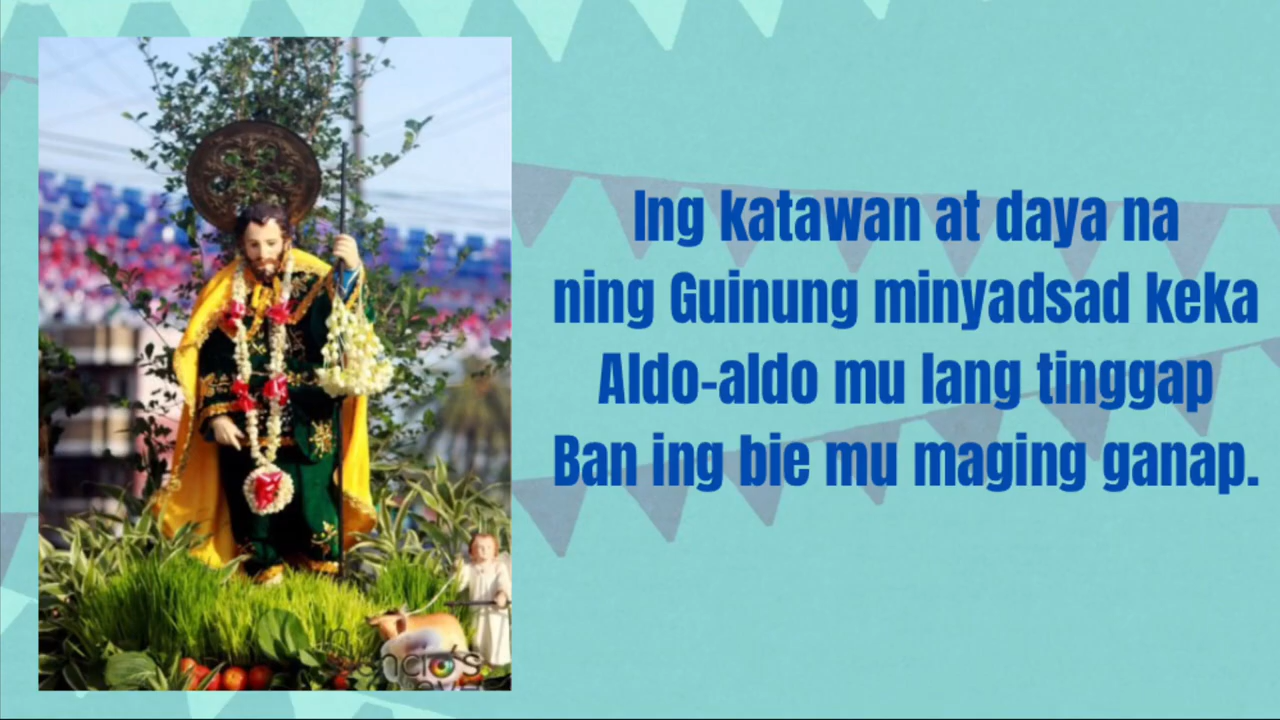 Ing katawan at daya na
ning Guinung minyadsad keka
Aldo-aldo mu lang tinggap
Ban ing bie mu maging ganap.